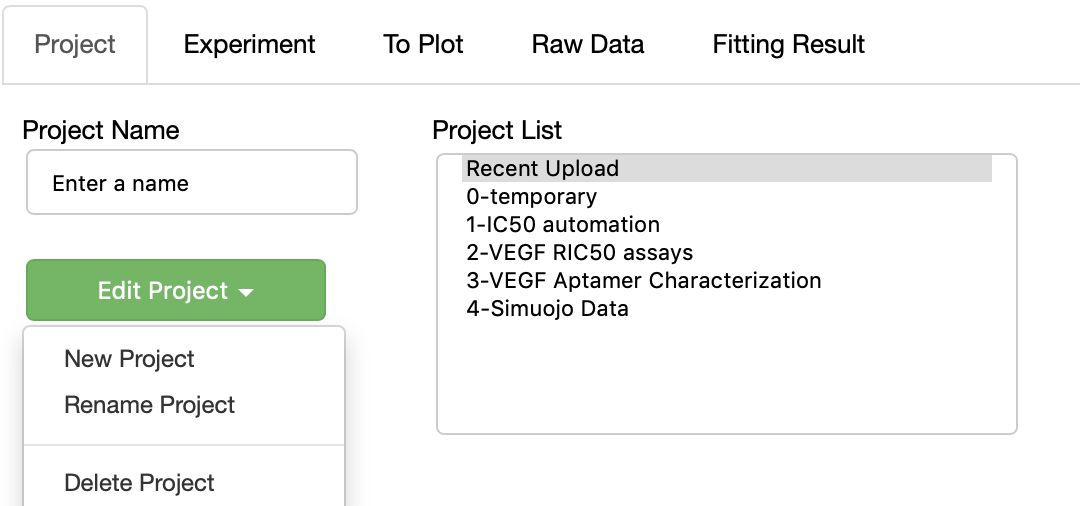 Project Experiment To Plot Raw Data Fitting Result
Project Name
Enter a name
Edit Project
New Project
Rename Project
Delete Project
Project List
Recent Upload
0-temporary
1-IC50 automation
2-VEGF RIC50 assays
3-VEGF Aptamer Characterization
4-Simuojo Data